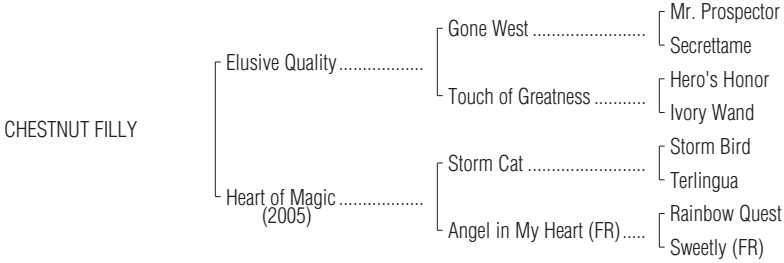 Mr. Prospector
Gone West ........................
Secrettame
Elusive Quality ..................
Hero's Honor
Touch of Greatness ...........
Ivory Wand
CHESTNUT FILLY
Storm Bird
Storm Cat .........................
Terlingua
Heart of Magic ..................
(2005)
Rainbow Quest
Angel in My Heart (FR) .....
Sweetly (FR)